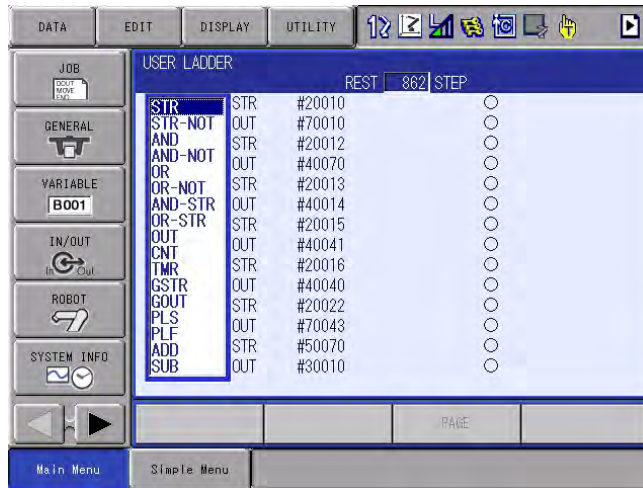 DATA EDIT DISPLAY UTILITY
JOB
DOUT
MOVE
END
GENERAL
VARIABLE
B001
IN/OUT
In Out
ROBOT
SYSTEM INFO
USER LADDER
REST 862 STEP
STR
STR-NOT
AND
AND-NOT
OR
OR-NOT
AND-STR
OR-STR
OUT
CNT
TMR
GSTR
GOUT
PLS
PLF
ADD
SUB
STR #20010
OUT #70010
STR #20012
OUT #40070
STR #20013
OUT #40014
STR #20015
OUT #40041
STR #20016
OUT #40040
STR #20022
OUT #70043
STR #50070
OUT #30010
PAGE
Main Menu Simple Menu